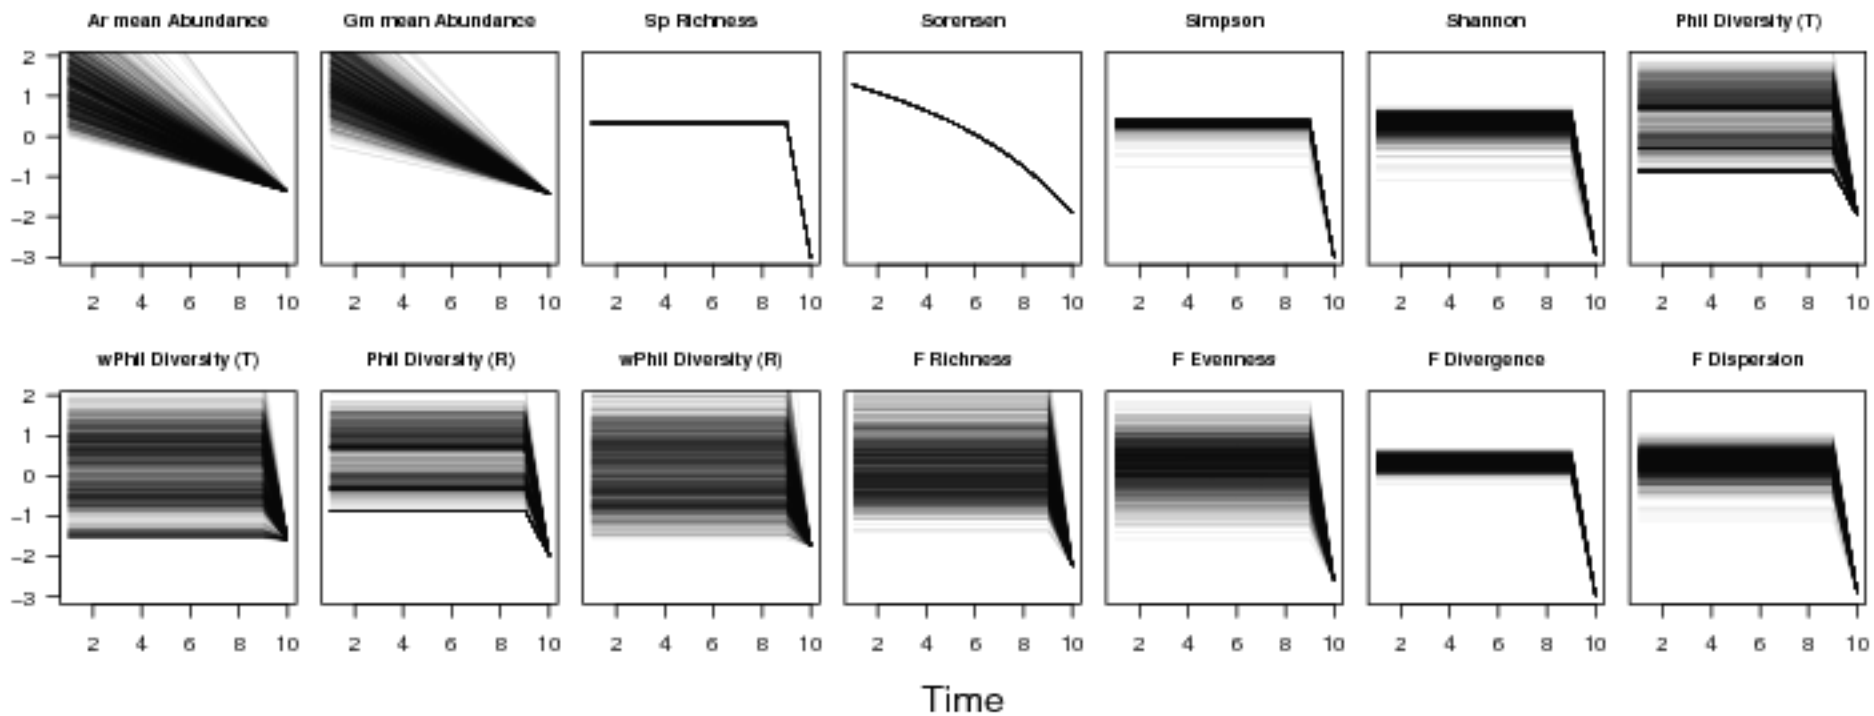 Ar mean Abundance Gm mean Abundance Sp Richness Sorensen Simpson Shannon Phil Diversity (T)
2
1
0
-1
-2
-3
2 4 6 8 10 2 4 6 8 10 2 4 6 8 10 2 4 6 8 10 2 4 6 8 10 2 4 6 8 10 2 4 6 8 10
wPhil Diversity (T) Phil Diversity (R) wPhil Diversity (R) F Richness F Evenness F Divergence F Dispersion
2
1
0
-1
-2
-3
2 4 6 8 10 2 4 6 8 10 2 4 6 8 10 2 4 6 8 10 2 4 6 8 10 2 4 6 8 10 2 4 6 8 10
Time